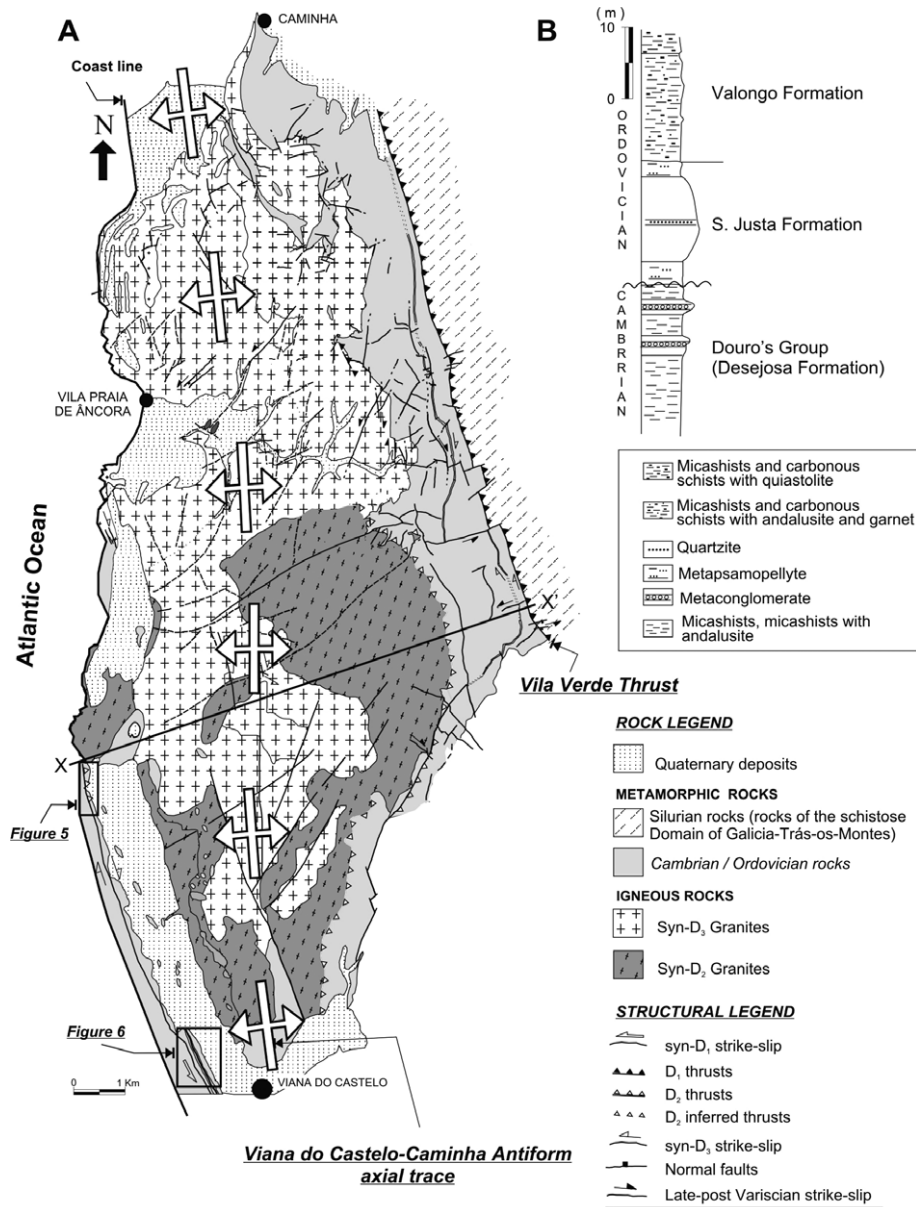 A
CAMINHA
Coast line
N
VILA PRAIA
DE ÂNCORA
Atlantic Ocean
X
X
Vila Verde Thrust
Figure 5
Figure 6
0 1 Km
VIANA DO CASTELO
Viana do Castelo-Caminha Antiform
axial trace
B
( m )
10
0
ORDOVICIAN
CAMBRRIAN
Valongo Formation
S. Justa Formation
Douro's Group
(Desejosa Formation)
Micashists and carbonous
schists with quiastolite
Micashists and carbonous
schists with andalusite and garnet
Quartzite
Metapsamopellyte
Metaconglomerate
Micashists, micashists with
andalusite
ROCK LEGEND
Quaternary deposits
METAMORPHIC ROCKS
Silurian rocks (rocks of the schistose
Domain of Galicia-Trás-os-Montes)
Cambrian / Ordovician rocks
IGNEOUS ROCKS
Syn-D₃ Granites
Syn-D₂ Granites
STRUCTURAL LEGEND
syn-D₁ strike-slip
D₁ thrusts
D₂ thrusts
D₂ inferred thrusts
syn-D₃ strike-slip
Normal faults
Late-post Variscian strike-slip